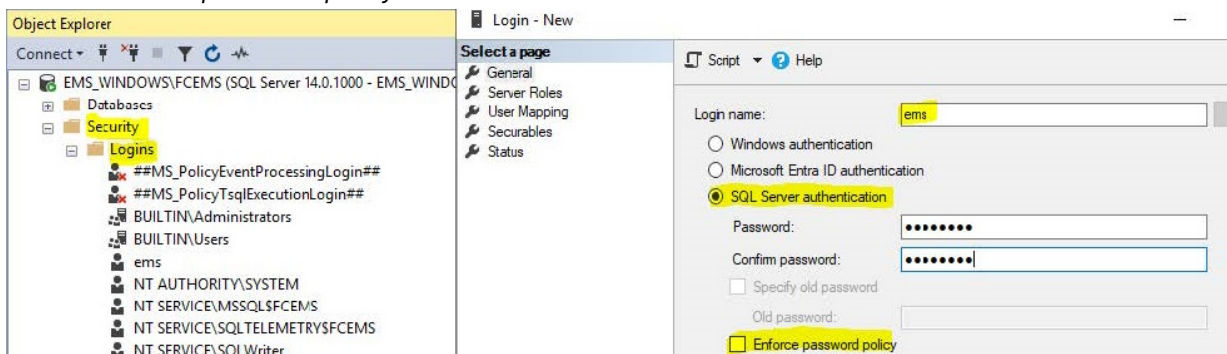 Object Explorer
Connect
EMS_WINDOWS\FCEMS (SQL Server 14.0.1000 - EMS_WINDO
Databases
Security
Logins
##MS_PolicyEventProcessingLogin##
##MS_PolicyTsqlExecutionLogin##
BUILTIN\Administrators
BUILTIN\Users
ems
NT AUTHORITY\SYSTEM
NT SERVICE\MSSQL$FCEMS
NT SERVICE\SQLTELEMETRY$FCEMS
NT SERVICE\SQLWriter
Login - New
Select a page
General
Server Roles
User Mapping
Securables
Status
Script Help
Login name: ems
Windows authentication
Microsoft Entra ID authentication
SQL Server authentication
Password: ●●●●●●●●
Confirm password: ●●●●●●●●
Specify old password
Old password:
Enforce password policy